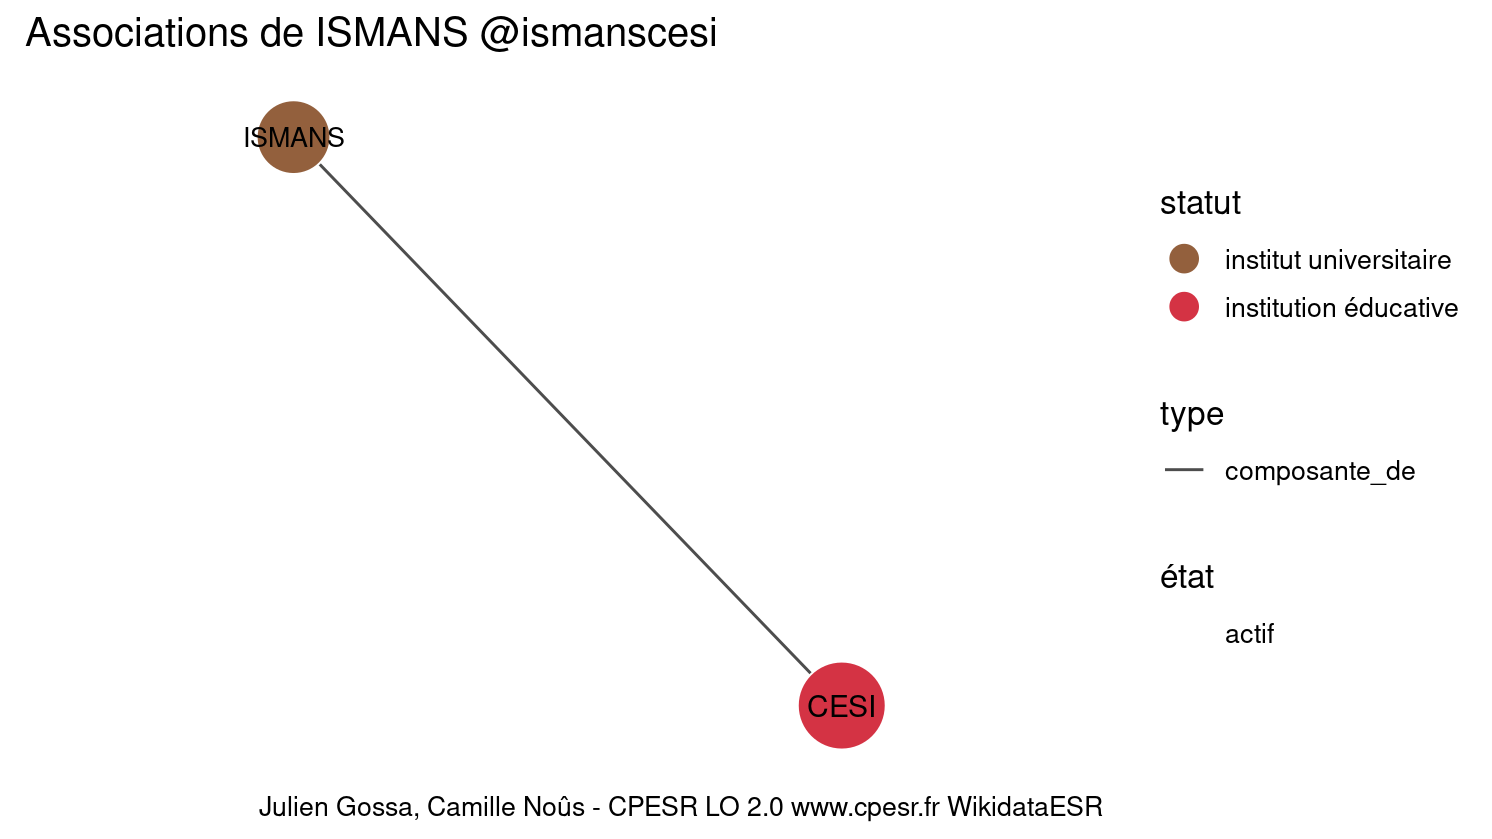 Associations de ISMANS @ismanscesi
ISMANS
statut
institut universitaire
institution éducative
type
composante_de
état
actif
CESI
Julien Gossa, Camille Noûs - CPESR LO 2.0 www.cpesr.fr WikidataESR